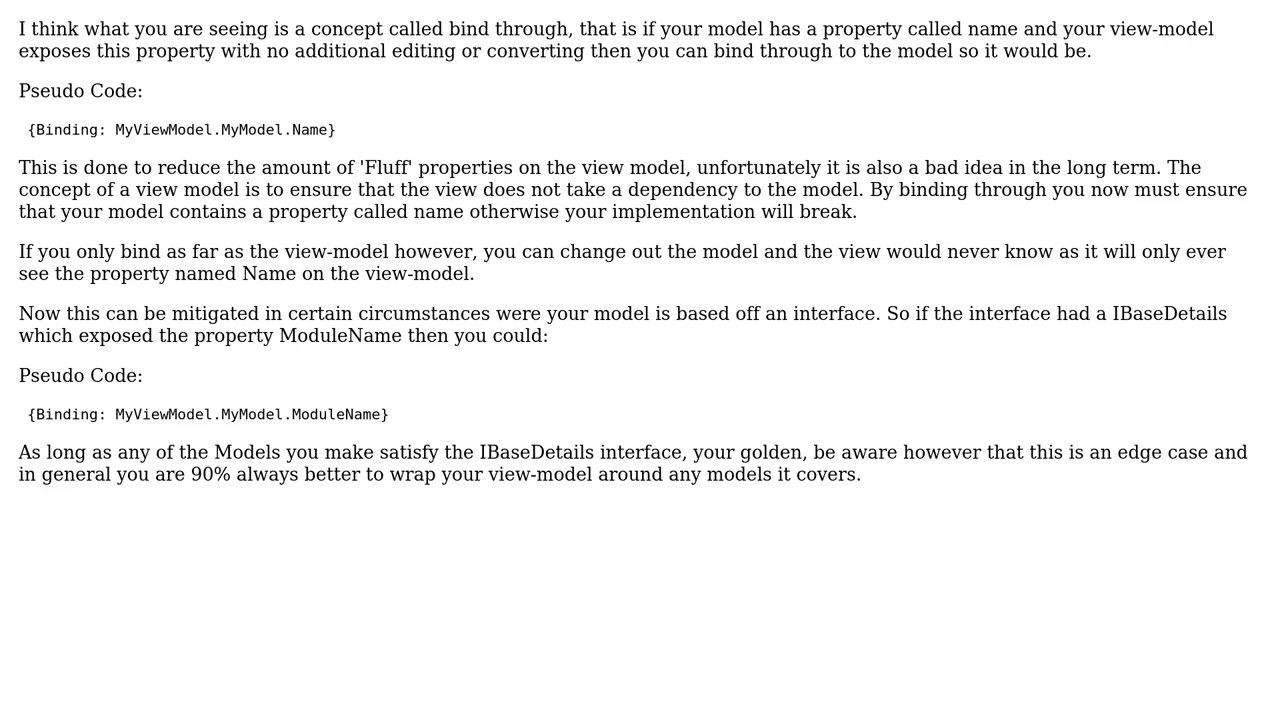 I think what you are seeing is a concept called bind through, that is if your model has a property called name and your view-model
exposes this property with no additional editing or converting then you can bind through to the model so it would be.
Pseudo Code:
{Binding: MyViewModel.MyModel.Name}
This is done to reduce the amount of 'Fluff' properties on the view model, unfortunately it is also a bad idea in the long term. The
concept of a view model is to ensure that the view does not take a dependency to the model. By binding through you now must ensure
that your model contains a property called name otherwise your implementation will break.
If you only bind as far as the view-model however, you can change out the model and the view would never know as it will only ever
see the property named Name on the view-model.
Now this can be mitigated in certain circumstances were your model is based off an interface. So if the interface had a IBaseDetails
which exposed the property ModuleName then you could:
Pseudo Code:
{Binding: MyViewModel.MyModel.ModuleName}
As long as any of the Models you make satisfy the IBaseDetails interface, your golden, be aware however that this is an edge case and
in general you are 90% always better to wrap your view-model around any models it covers.